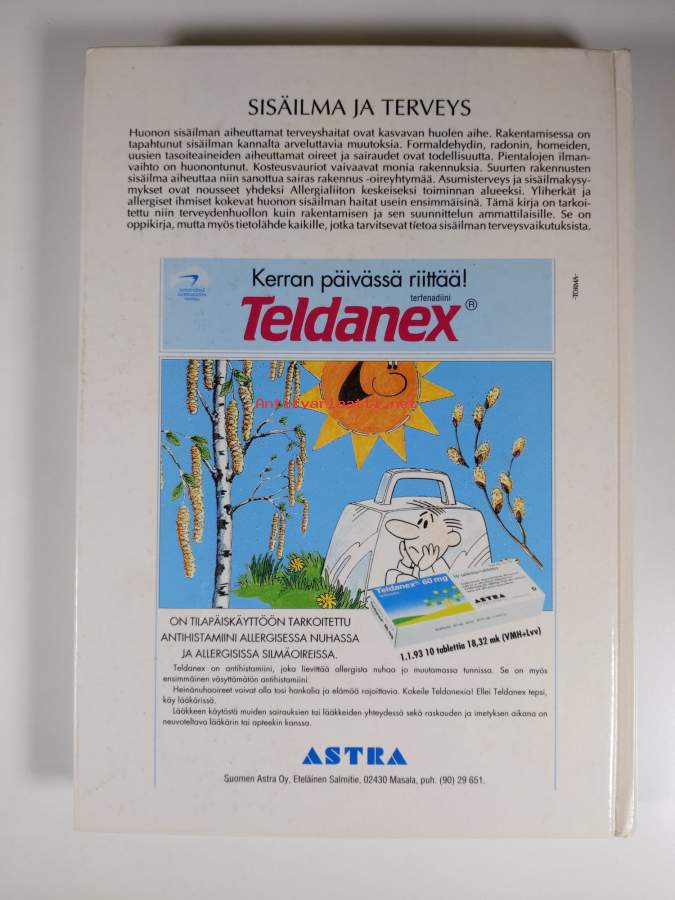 SISÄILMA JA TERVEYS
Huonon sisäilman aiheuttamat terveyshaitat ovat kasvavan huolen aihe. Rakentamisessa on
tapahtunut sisäilman kannalta arveluttavia muutoksia. Formaldehydin, radonin, homeiden,
uusien tasoiteaineiden aiheuttamat oireet ja sairaudet ovat todellisuutta. Pientalojen ilman-
vaihto on huonontunut. Kosteusvauriot vaivaavat monia rakennuksia. Suurten rakennusten
sisäilma aiheuttaa niin sanottua sairas rakennus -oireyhtymää. Asumisterveys ja sisäilmakysy-
mykset ovat nousseet yhdeksi Allergialiiton keskeiseksi toiminnan alueeksi. Yliherkät ja
allergiset ihmiset kokevat huonon sisäilman haitat usein ensimmäisinä. Tämä kirja on tarkoi-
tettu niin terveydenhuollon kuin rakentamisen ja sen suunnittelun ammattilaisille. Se on
oppikirja, mutta myös tietolähde kaikille, jotka tarvitsevat tietoa sisäilman terveysvaikutuksista.
Kerran päivässä riittää!
terfenadiini
Teldanex®
-TORMA-
Antikvariaatti.net
Teldanex® 60 mg
ASTRA
1.1.93 10 tablettia 18,32 mk (VMH+Lvv)
ON TILAPÄISKÄYTTÖÖN TARKOITETTU
ANTIHISTAMIINI ALLERGISESSA NUHASSA
JA ALLERGISISSA SILMÄOIREISSA.
Teldanex on antihistamiini, joka lievittää allergista nuhaa jo muutamassa tunnissa. Se on myös
ensimmäinen väsyttämätön antihistamiini.
Heinänuhaoireet voivat olla tosi hankalia ja elämää rajoittavia. Kokeile Teldanexia! Ellei Teldanex tepsi,
käy lääkärissä.
Lääkkeen käytöstä muiden sairauksien tai lääkkeiden yhteydessä sekä raskauden ja imetyksen aikana on
neuvoteltava lääkärin tai apteekin kanssa.
ASTRA
Suomen Astra Oy, Eteläinen Salmitie, 02430 Masala, puh. (90) 29 651.